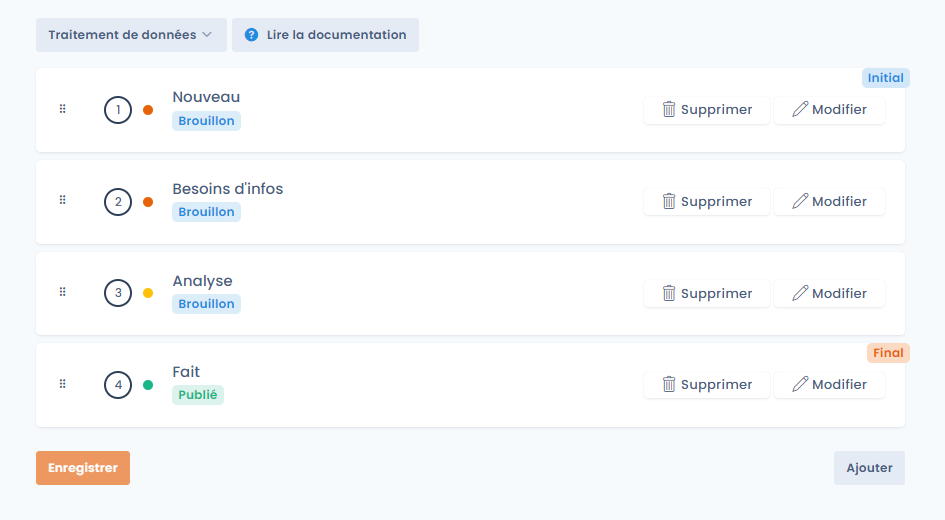 Traitement de données
? Lire la documentation
Initial
1
Nouveau
Brouillon
Supprimer
Modifier
2
Besoins d'infos
Brouillon
Supprimer
Modifier
3
Analyse
Brouillon
Supprimer
Modifier
Final
4
Fait
Publié
Supprimer
Modifier
Enregistrer
Ajouter